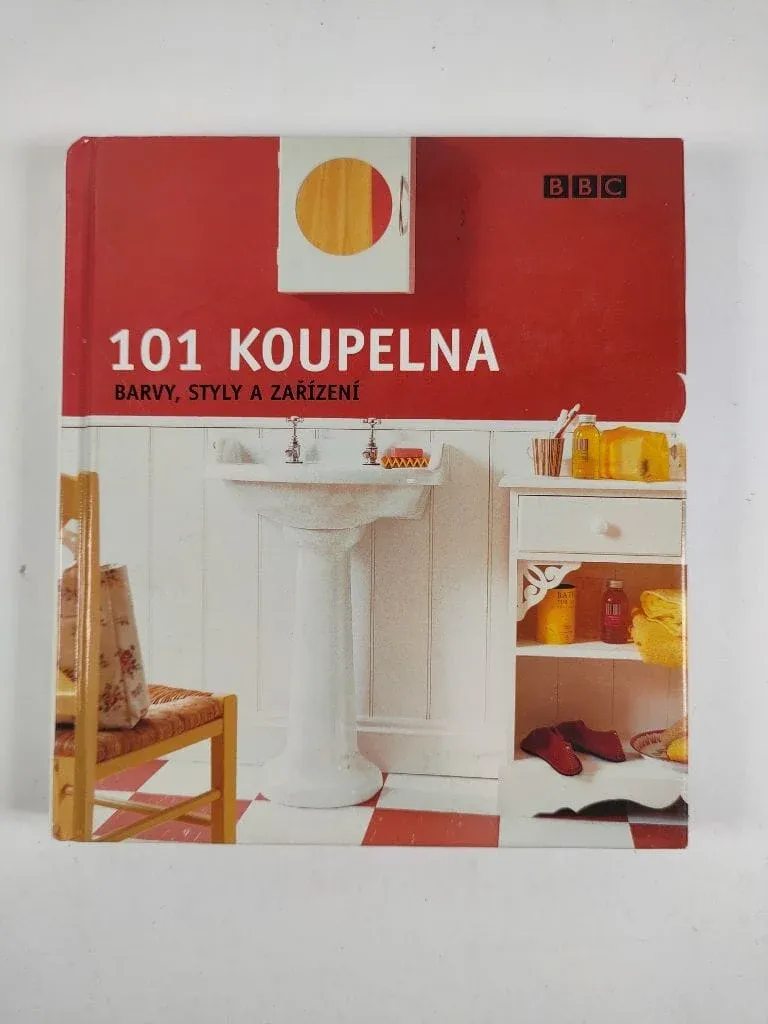 BBC
101 KOUPELNA
BARVY, STYLY A ZAŘÍZENÍ